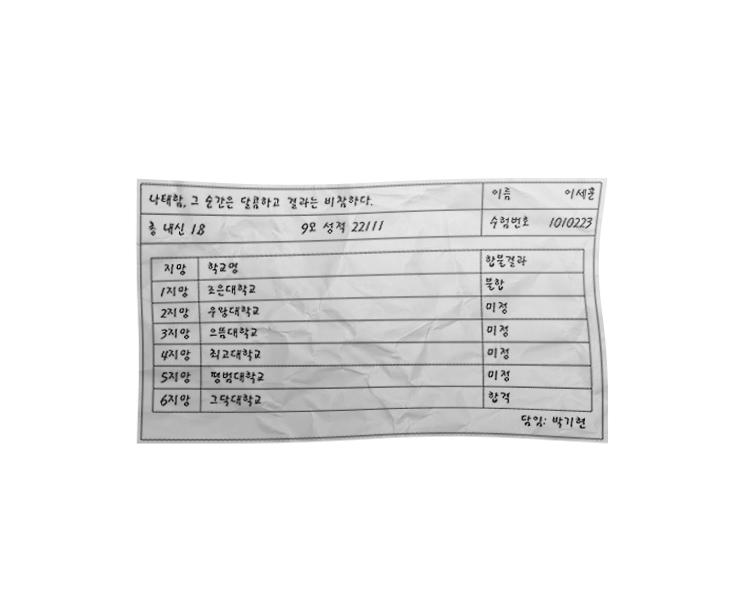 나태함, 그 순간은 달콤하고 결과는 비참하다.
이름 이세훈
총 내신 1.8 9모 성적 22111
수험번호 1010223
지망 학교명 합불결과
1지망 조은대학교 불합
2지망 우왕대학교 미정
3지망 으뜸대학교 미정
4지망 최고대학교 미정
5지망 평범대학교 미정
6지망 그닥대학교 합격
담임: 박기현